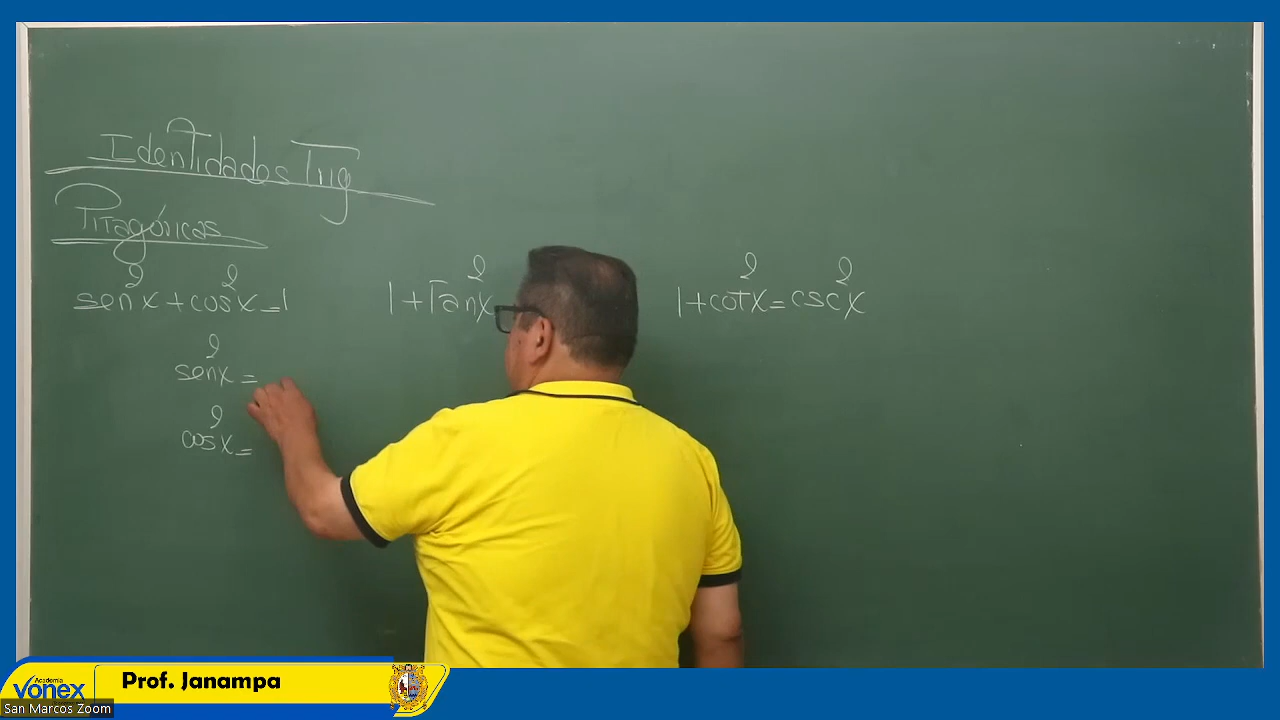 Identidades Trig
Pitagóricas
sen²x + cos²x = 1
1 + Tan²x
1 + cot²x = csc²x
sen²x =
cos²x =
Academia
vonex
Prof. Janampa
San Marcos Zoom